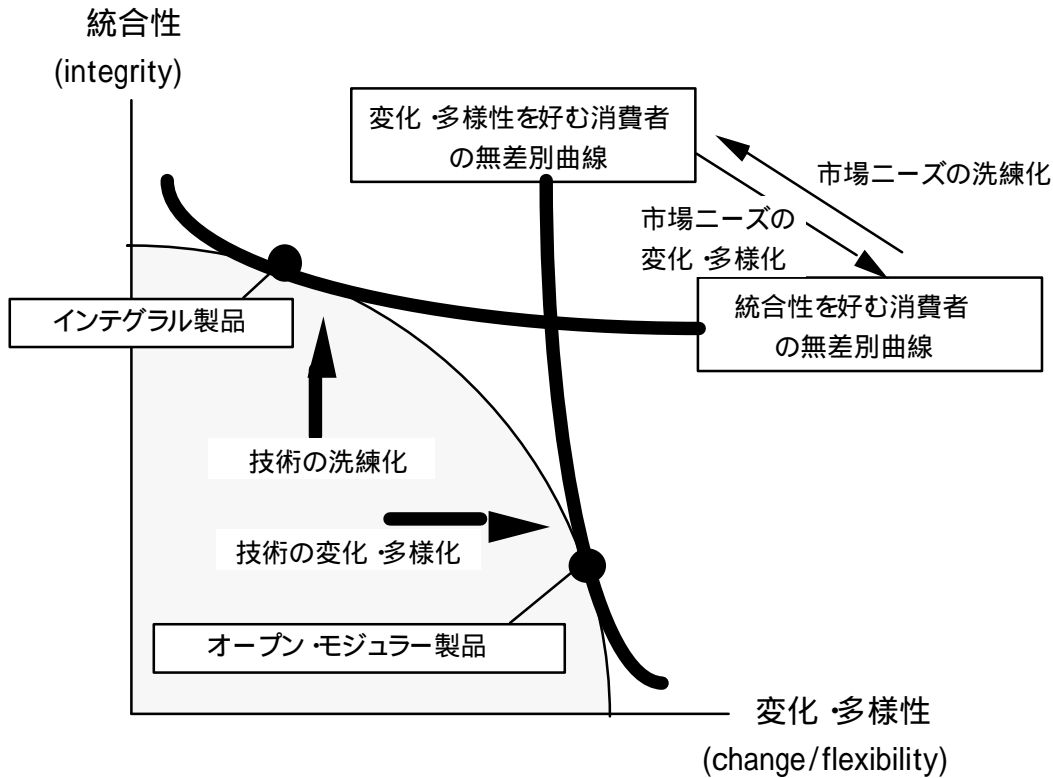 統合性
(integrity)
変化・多様性を好む消費者
の無差別曲線
市場ニーズの洗練化
市場ニーズの
変化・多様化
統合性を好む消費者
の無差別曲線
インテグラル製品
技術の洗練化
技術の変化・多様化
オープン・モジュラー製品
変化・多様性
(change/flexibility)